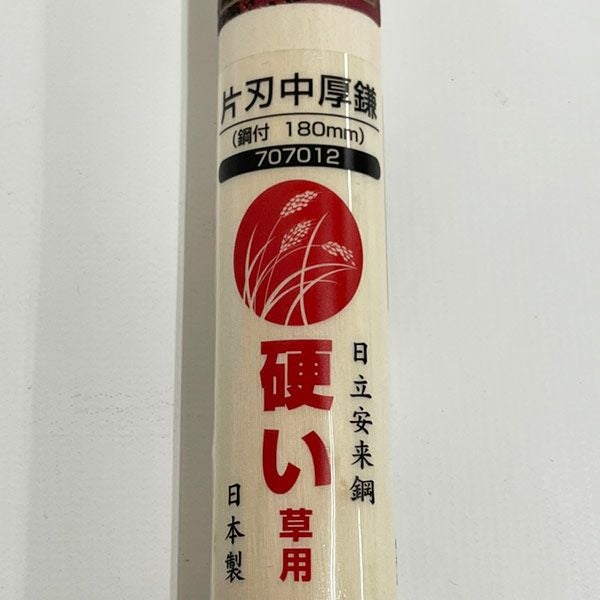 片刃中厚鎌
(鋼付 180mm)
707012
日立安来鋼
硬い草用
日本製